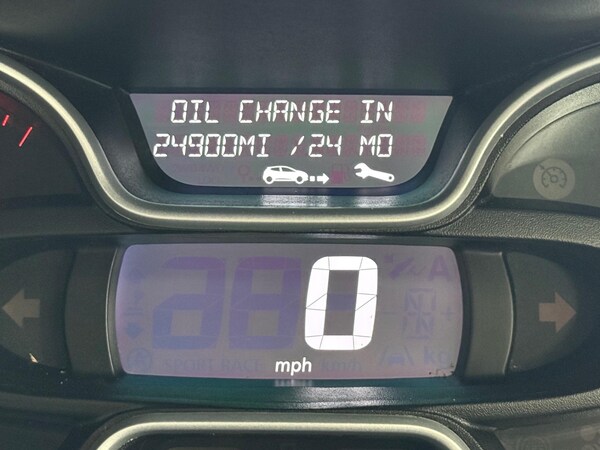 OIL CHANGE IN
24900MI /24 MO
0
mph